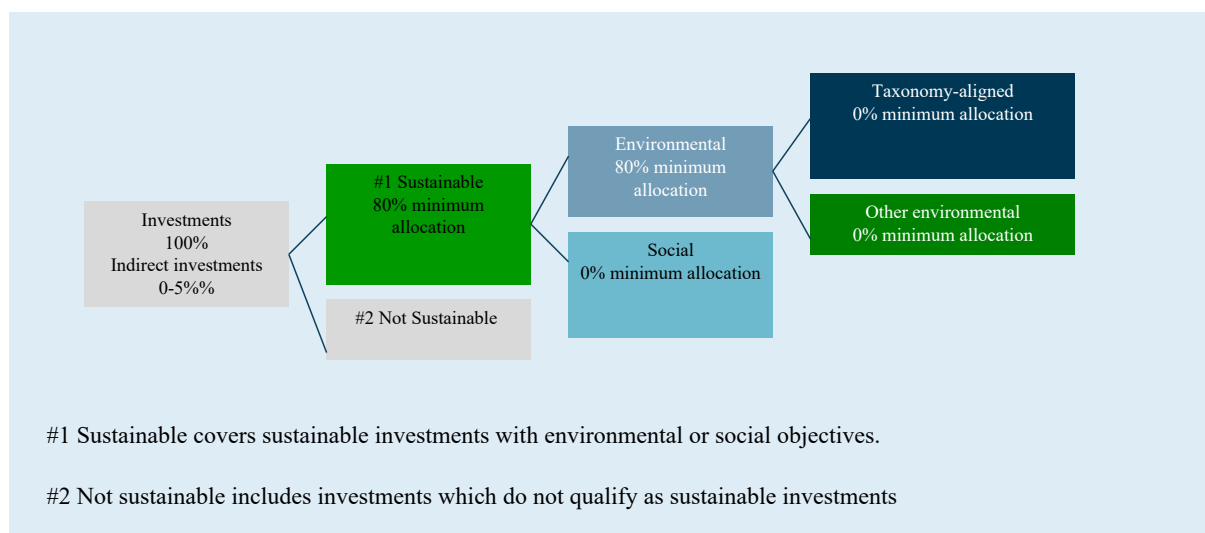 Investments
100%
Indirect investments
0-5%%
#1 Sustainable
80% minimum
allocation
#2 Not Sustainable
Environmental
80% minimum
allocation
Social
0% minimum allocation
Taxonomy-aligned
0% minimum allocation
Other environmental
0% minimum allocation
#1 Sustainable covers sustainable investments with environmental or social objectives.
#2 Not sustainable includes investments which do not qualify as sustainable investments